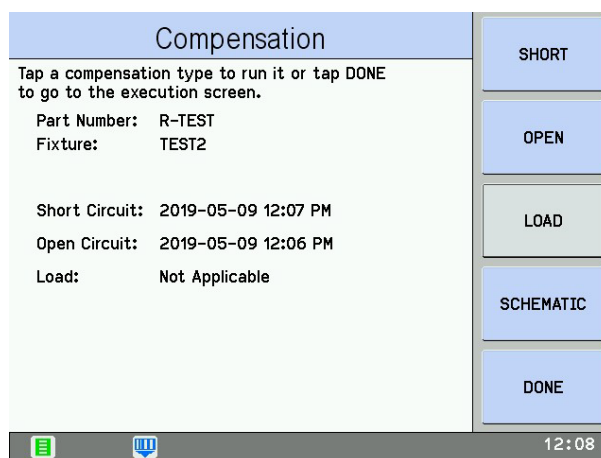 Compensation
Tap a compensation type to run it or tap DONE
to go to the execution screen.
Part Number: R-TEST
Fixture: TEST2
Short Circuit: 2019-05-09 12:07 PM
Open Circuit: 2019-05-09 12:06 PM
Load: Not Applicable
SHORT
OPEN
LOAD
SCHEMATIC
DONE
12:08